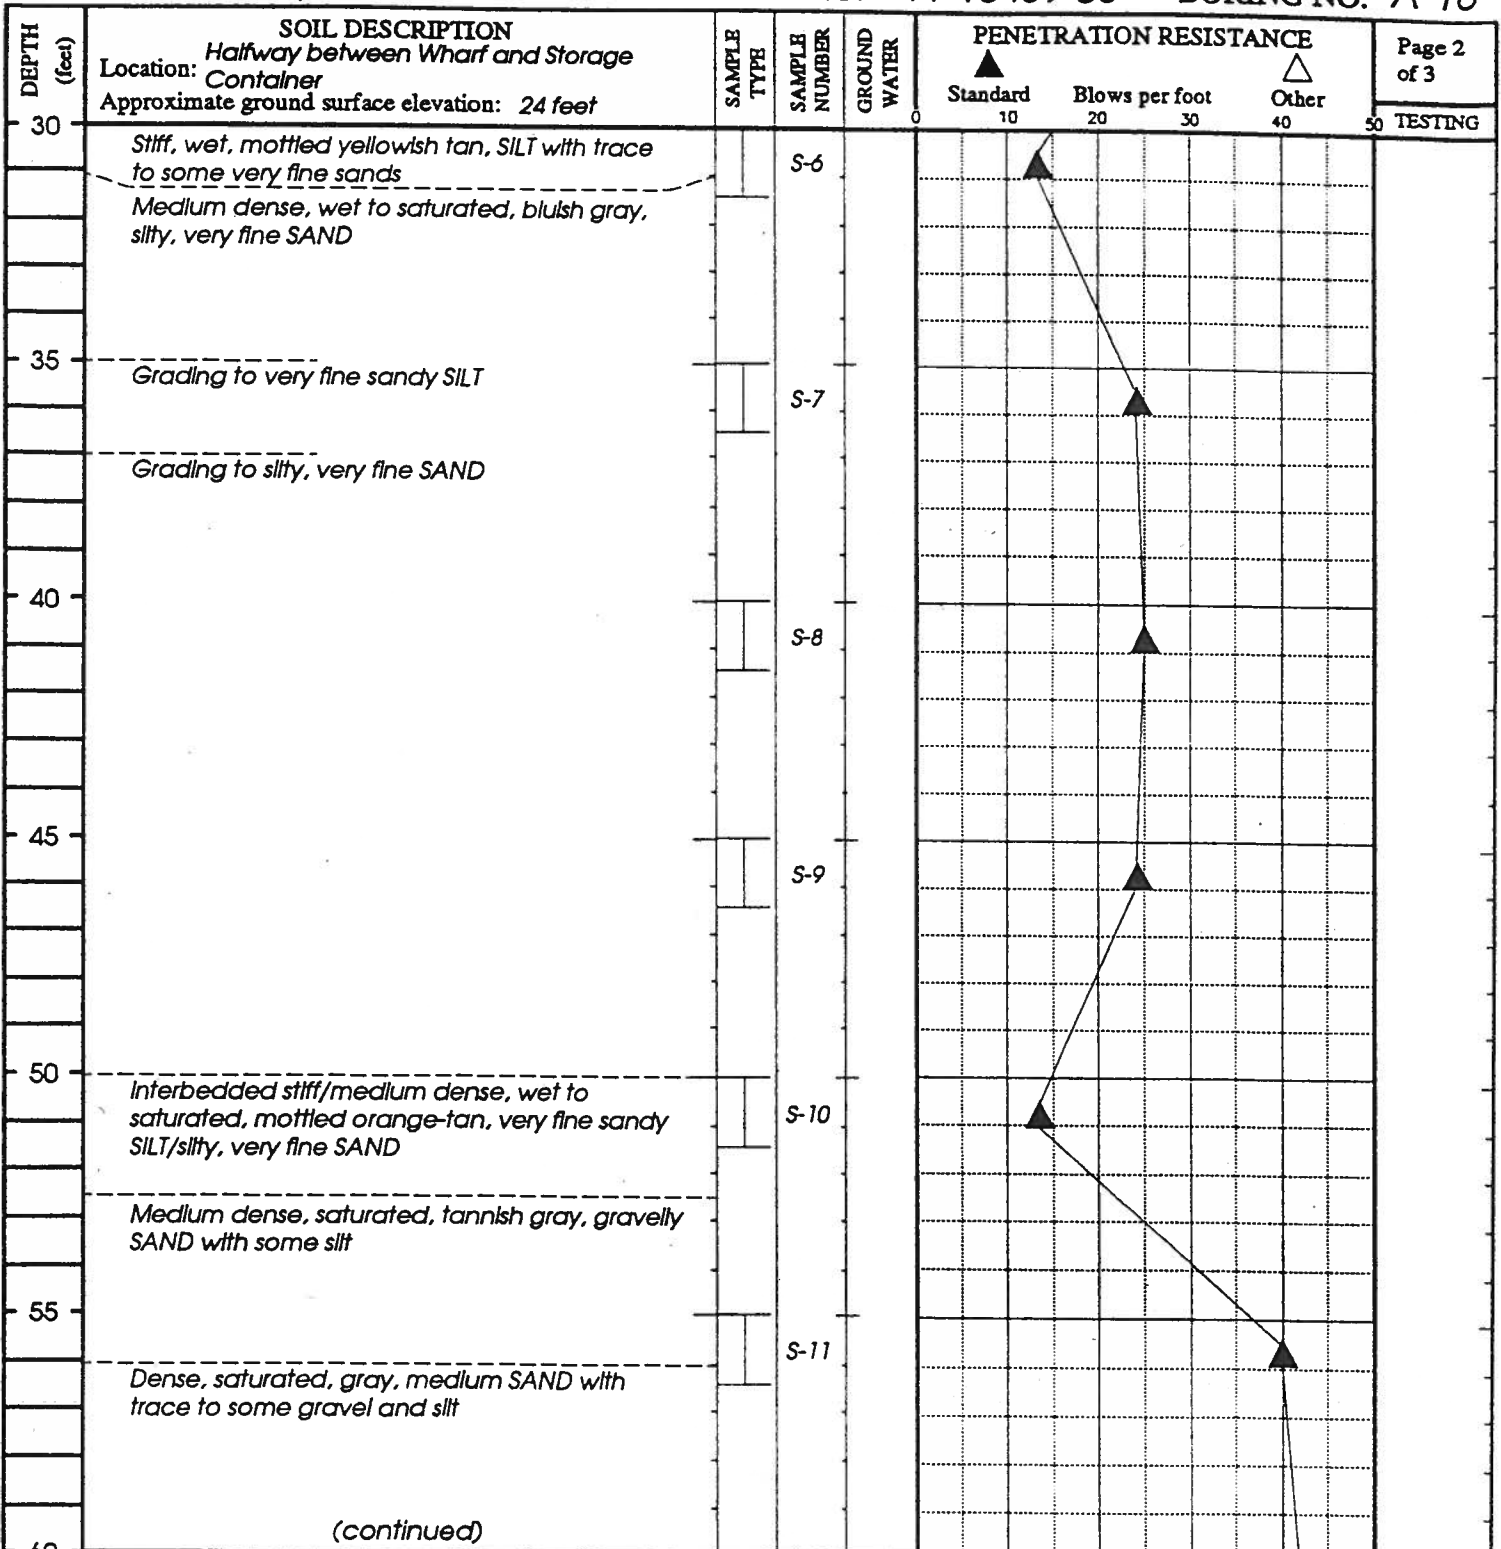 BORING NO. A-10
DEPTH (feet)
SOIL DESCRIPTION
Location: Halfway between Wharf and Storage
Container
Approximate ground surface elevation: 24 feet
SAMPLE TYPE
SAMPLE NUMBER
GROUND WATER
PENETRATION RESISTANCE
Standard Blows per foot Other
0 10 20 30 40 50
Page 2
of 3
TESTING
30
Stiff, wet, mottled yellowish tan, SILT with trace
to some very fine sands
S-6
Medium dense, wet to saturated, bluish gray,
silty, very fine SAND
35
Grading to very fine sandy SILT
S-7
Grading to silty, very fine SAND
40
S-8
45
S-9
50
Interbedded stiff/medium dense, wet to
saturated, mottled orange-tan, very fine sandy
SILT/silty, very fine SAND
S-10
Medium dense, saturated, tannish gray, gravelly
SAND with some silt
55
S-11
Dense, saturated, gray, medium SAND with
trace to some gravel and silt
(continued)